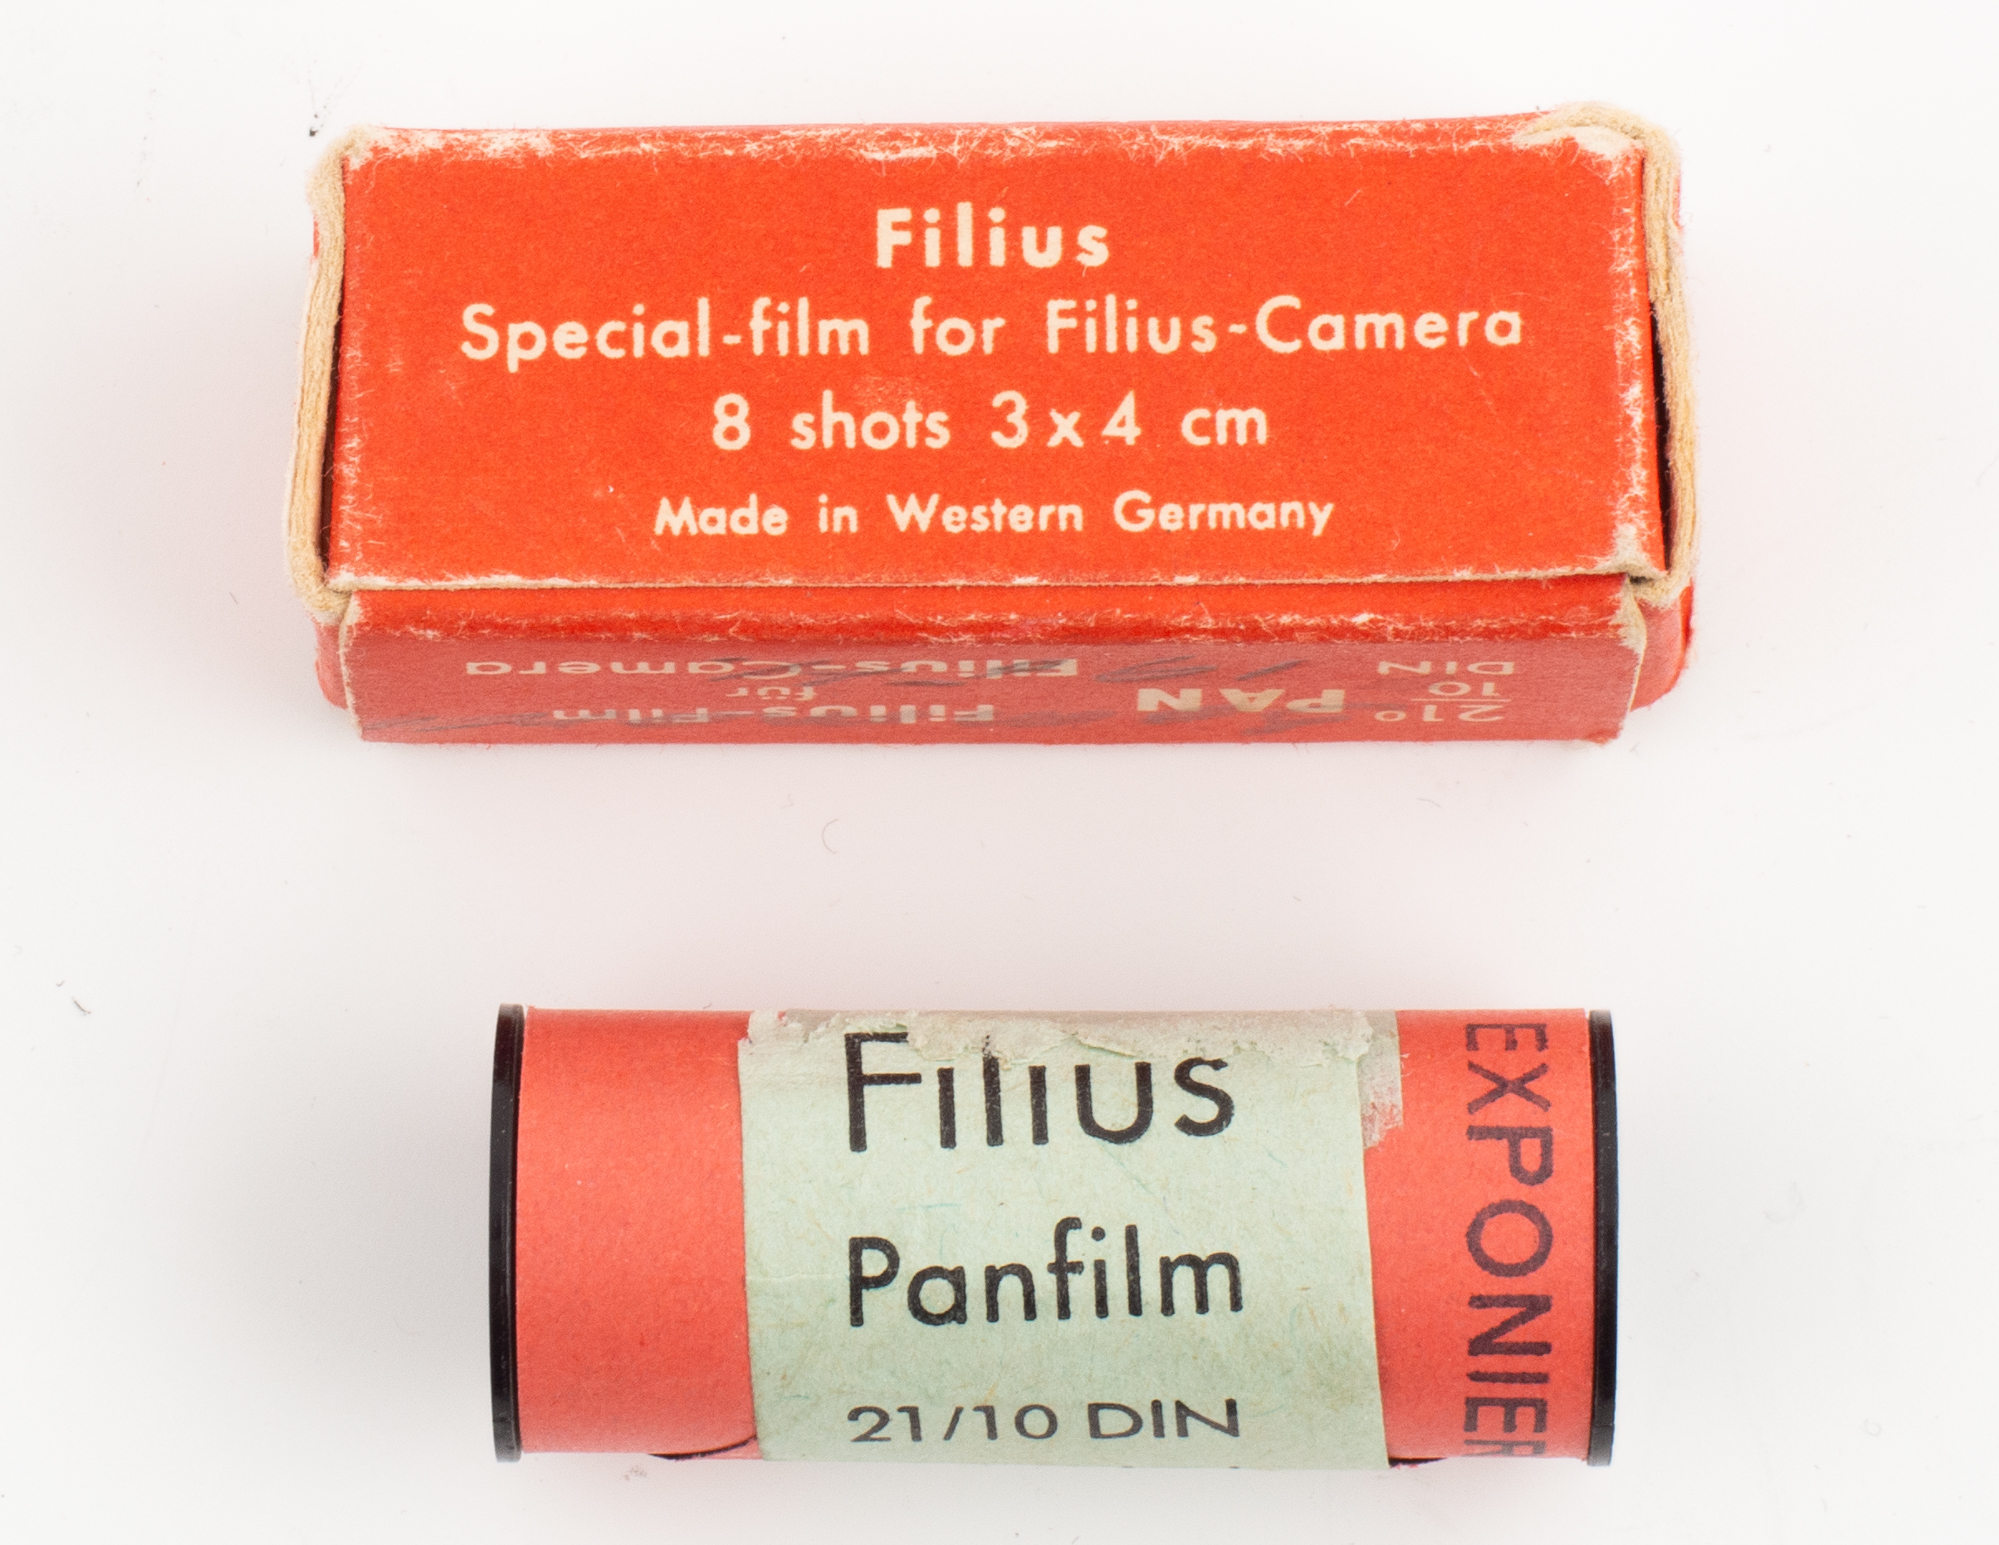 Filius
Special-film for Filius-Camera
8 shots 3x4 cm
Made in Western Germany
21°/10 DIN
PAN
Filius-Film
für
Filius-Camera
Filius
Panfilm
21/10 DIN
EXPONIER